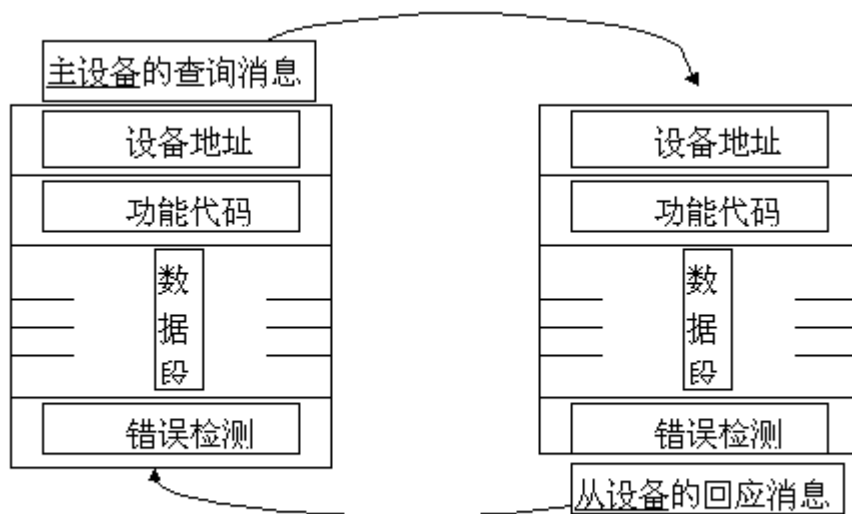 主设备的查询消息
设备地址
功能代码
数
据
段
错误检测
设备地址
功能代码
数
据
段
错误检测
从设备的回应消息